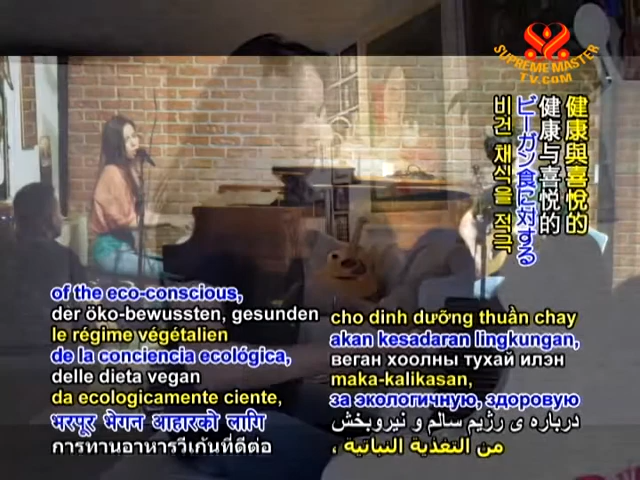 SUPREME MASTER
TV.COM
健康與喜悅的
健康与喜悦的
ビーガン食に対する
비건 채식을 적극
of the eco-conscious,
der öko-bewussten, gesunden
le régime végétalien
de la conciencia ecológica,
delle dieta vegan
da ecologicamente ciente,
भरपूर भेगन आहारको लागि
การทานอาหารวีเก้นที่ดีต่อ
cho dinh dưỡng thuần chay
akan kesadaran lingkungan,
веган хоолны тухай илэн
maka-kalikasan,
за экологичную, здоровую
درباره ی رژیم سالم و نیروبخش
من التغذية النباتية ،